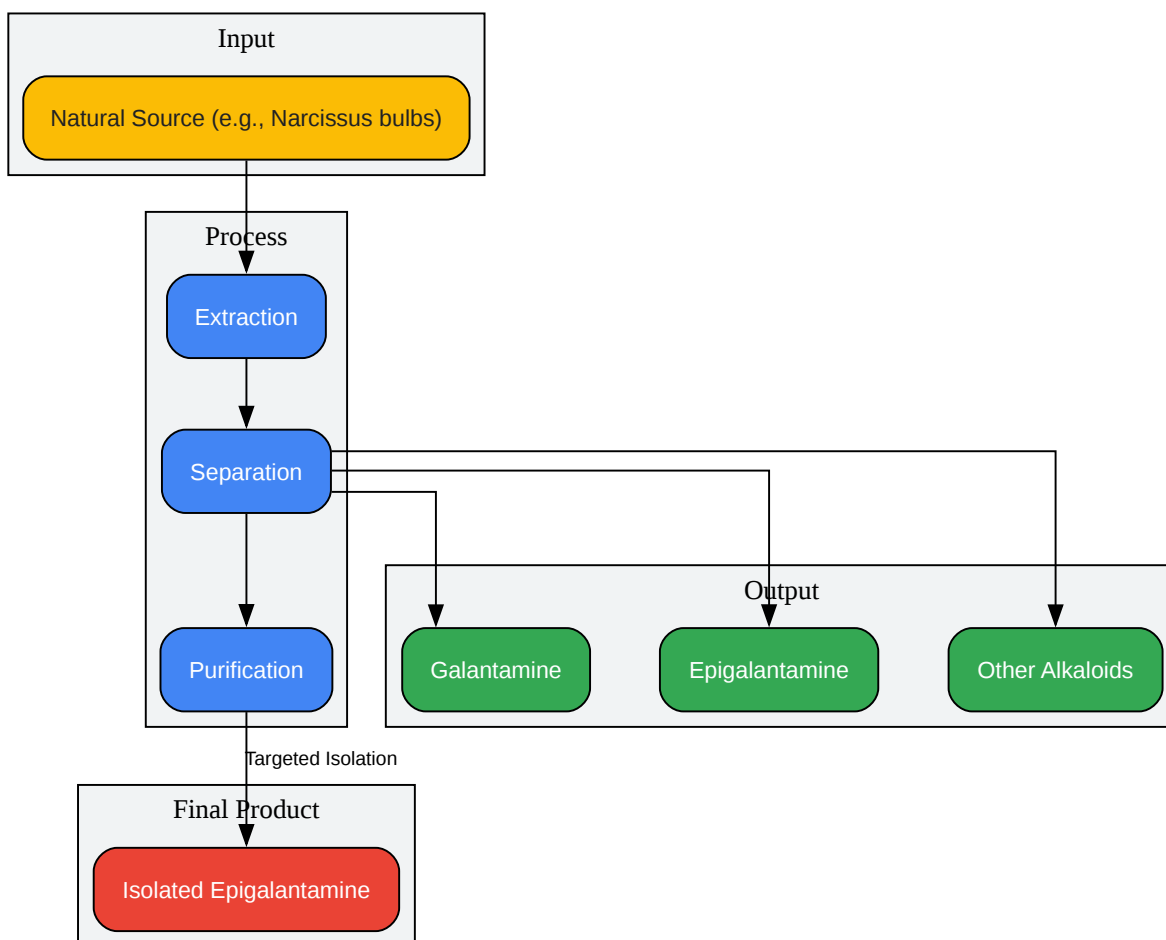 Input
Natural Source (e.g., Narcissus bulbs)
Process
Extraction
Separation
Purification
Output
Galantamine
Epigalantamine
Other Alkaloids
Targeted Isolation
Final Product
Isolated Epigalantamine